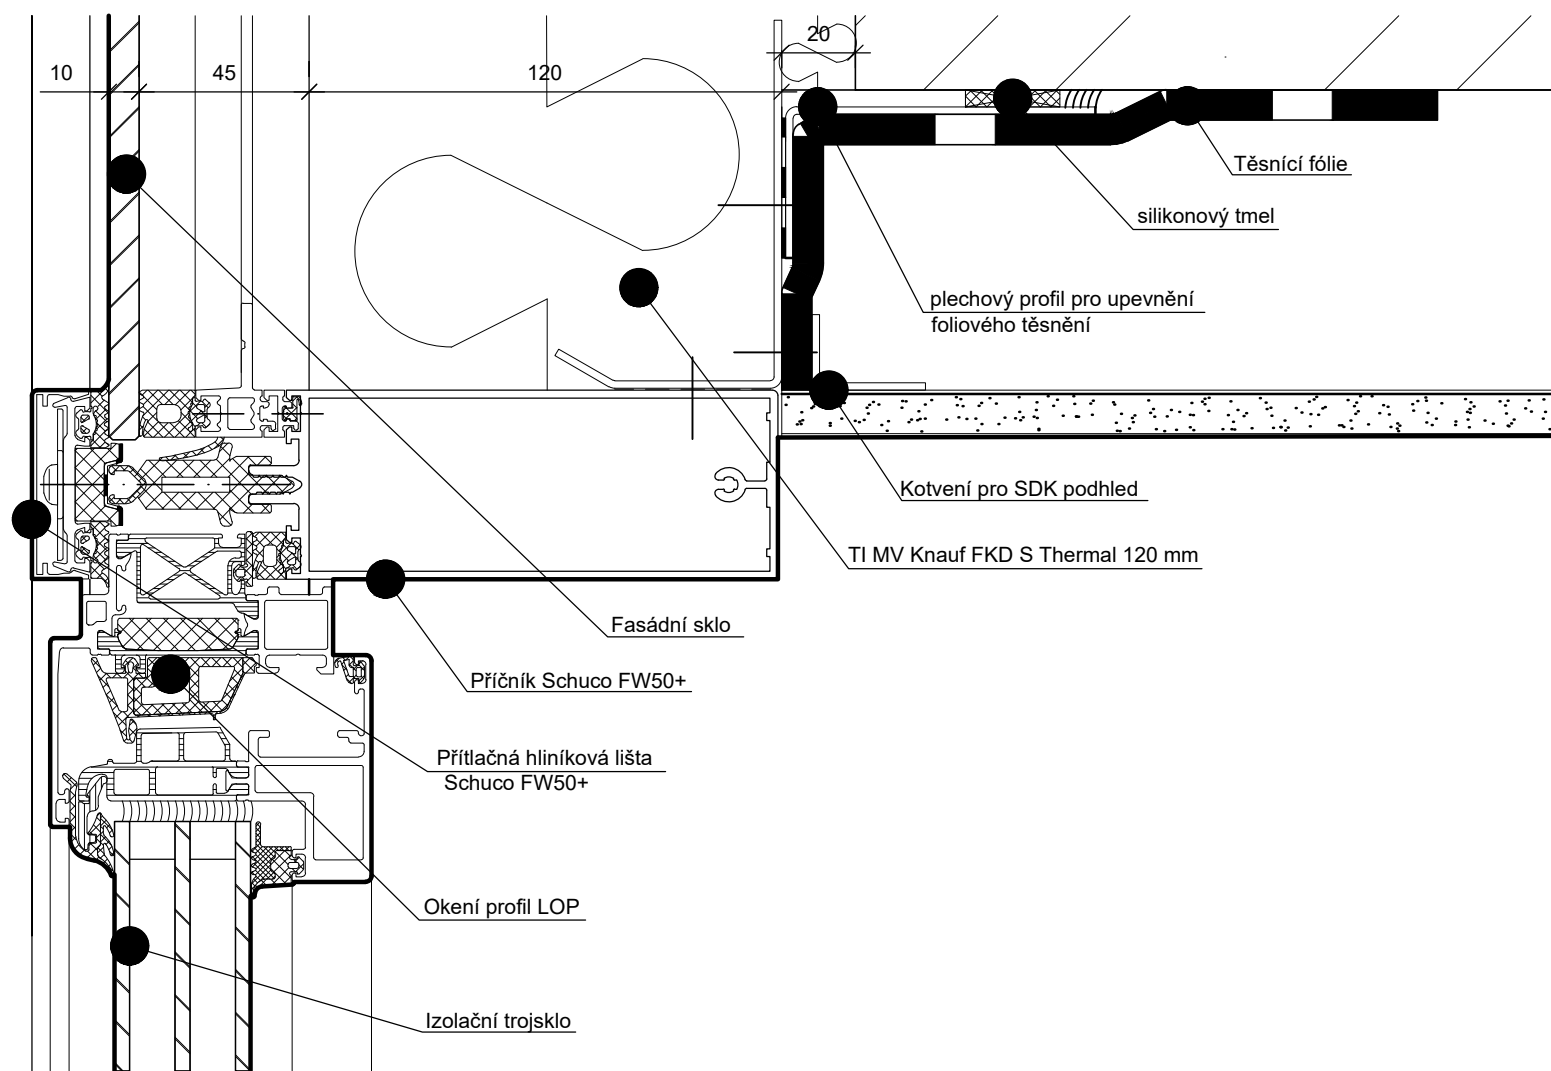 20
10
45
120
Těsnící fólie
silikonový tmel
plechový profil pro upevnění
foliového těsnění
Kotvení pro SDK podhled
TI MV Knauf FKD S Thermal 120 mm
Fasádní sklo
Příčník Schuco FW50+
Přítlačná hliníková lišta
Schuco FW50+
Okení profil LOP
Izolační trojsklo